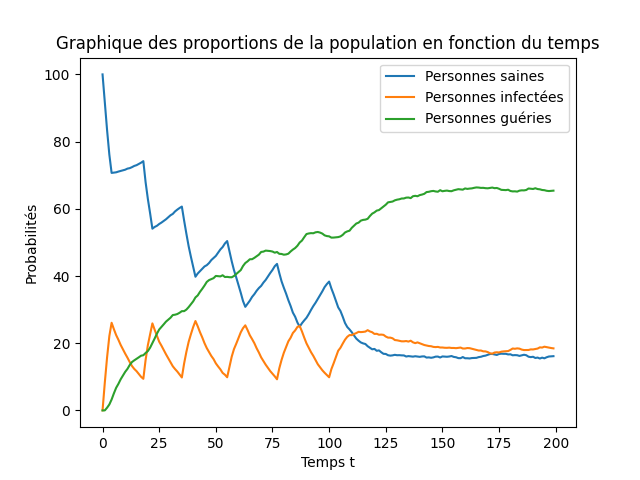 Graphique des proportions de la population en fonction du temps
Personnes saines
Personnes infectées
Personnes guéries
100
80
60
40
20
0
Probabilités
0 25 50 75 100 125 150 175 200
Temps t